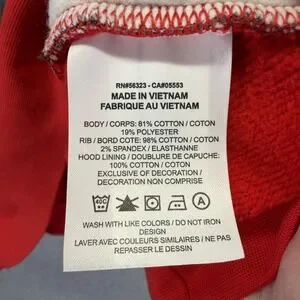 RN#56323 - CA#05553
MADE IN VIETNAM
FABRIQUE AU VIETNAM
BODY / CORPS: 81% COTTON / COTON
19% POLYESTER
RIB / BORD COTE: 98% COTTON / COTON
2% SPANDEX / ELASTHANNE
HOOD LINING / DOUBLURE DE CAPUCHE:
100% COTTON / COTON
EXCLUSIVE OF DECORATION /
DECORATION NON COMPRISE
40C
WASH WITH LIKE COLORS / DO NOT IRON
DESIGN
LAVER AVEC COULEURS SIMILAIRES / NE PAS
REPASSER LE DESSIN